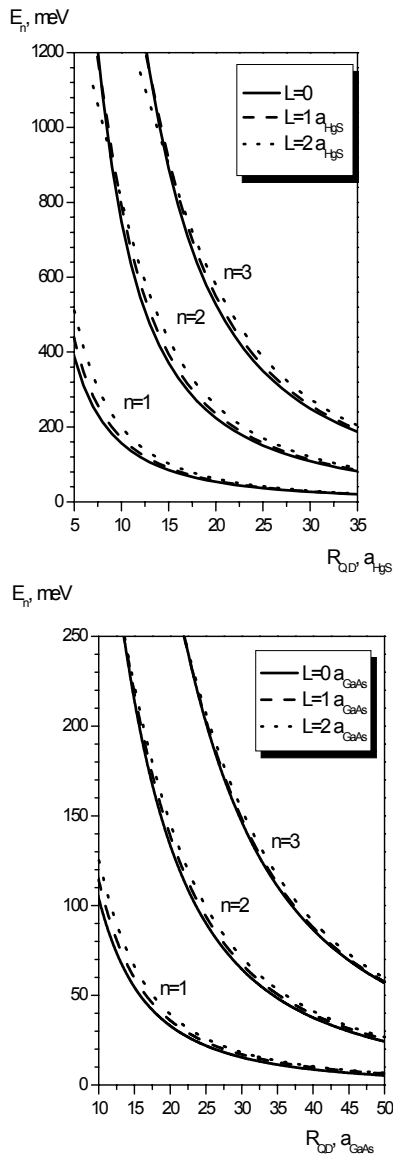 E_n, meV
1200
1000
800
600
400
200
0
L=0
L=1 a_HgS
L=2 a_HgS
n=3
n=2
n=1
5 10 15 20 25 30 35
R_QD, a_HgS
E_n, meV
250
200
150
100
50
0
L=0 a_GaAs
L=1 a_GaAs
L=2 a_GaAs
n=3
n=2
n=1
10 15 20 25 30 35 40 45 50
R_QD, a_GaAs